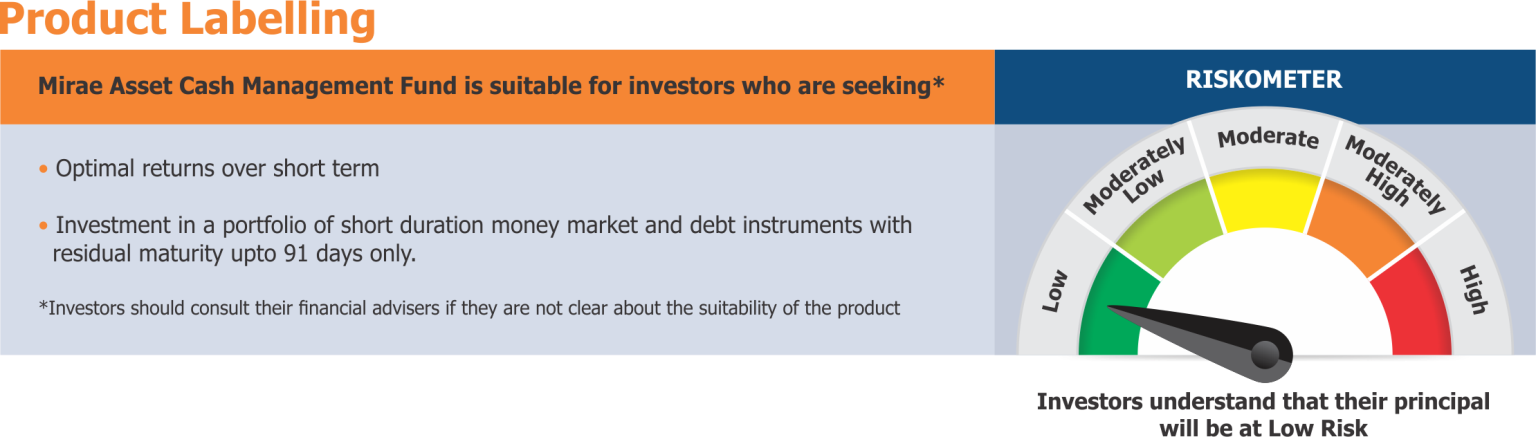 Product Labelling
Mirae Asset Cash Management Fund is suitable for investors who are seeking*
• Optimal returns over short term
• Investment in a portfolio of short duration money market and debt instruments with
residual maturity upto 91 days only.
*Investors should consult their financial advisers if they are not clear about the suitability of the product
RISKOMETER
Low
Moderately
Low
Moderate
Moderately
High
High
Investors understand that their principal
will be at Low Risk